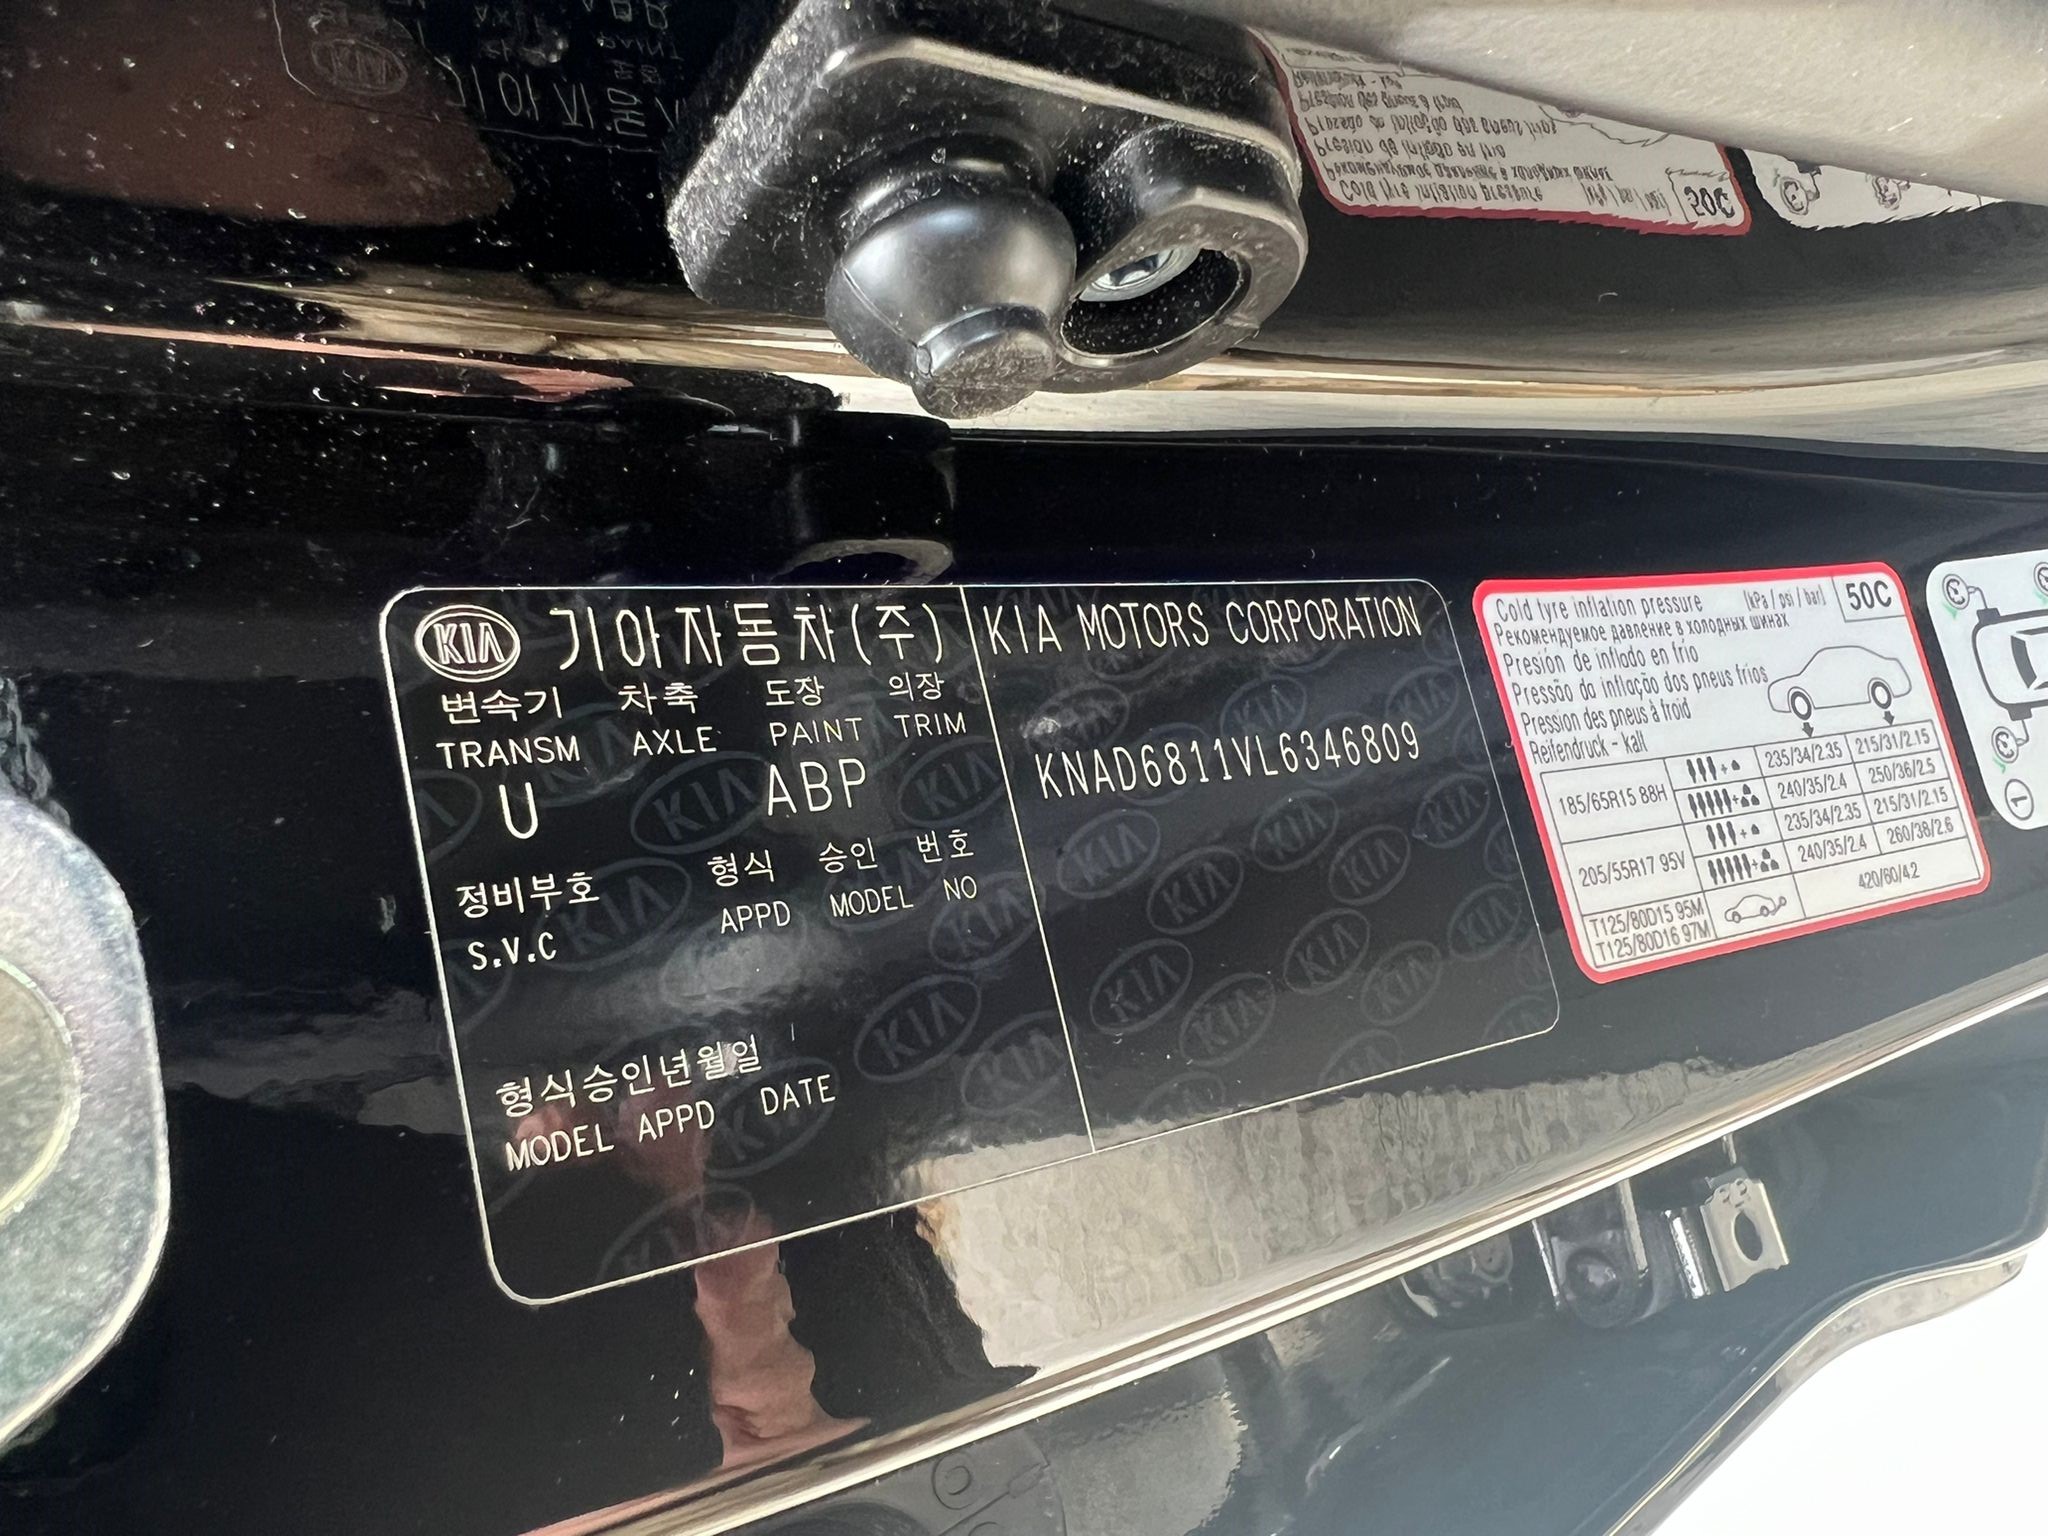 KIA 기아자동차(주)
KIA MOTORS CORPORATION
변속기 차축 도장 의장
TRANSM AXLE PAINT TRIM
U ABP
KNAD6811VL6346809
정비부호 형식 승인 번호
S.V.C APPD MODEL NO
형식승인년월일
MODEL APPD DATE
Cold tyre inflation pressure [kPa / psi / bar] 50C
Рекомендуемое давление в холодных шинах
Presión de inflado en frio
Pressão da inflação dos pneus frios
Pression des pneus à froid
Reifendruck - kalt
185/65R15 88H
235/34/2.35 215/31/2.15
240/35/2.4 250/36/2.5
205/55R17 95V
235/34/2.35 215/31/2.15
240/35/2.4 260/38/2.6
T125/80D15 95M
T125/80D16 97M
420/60/4.2
1